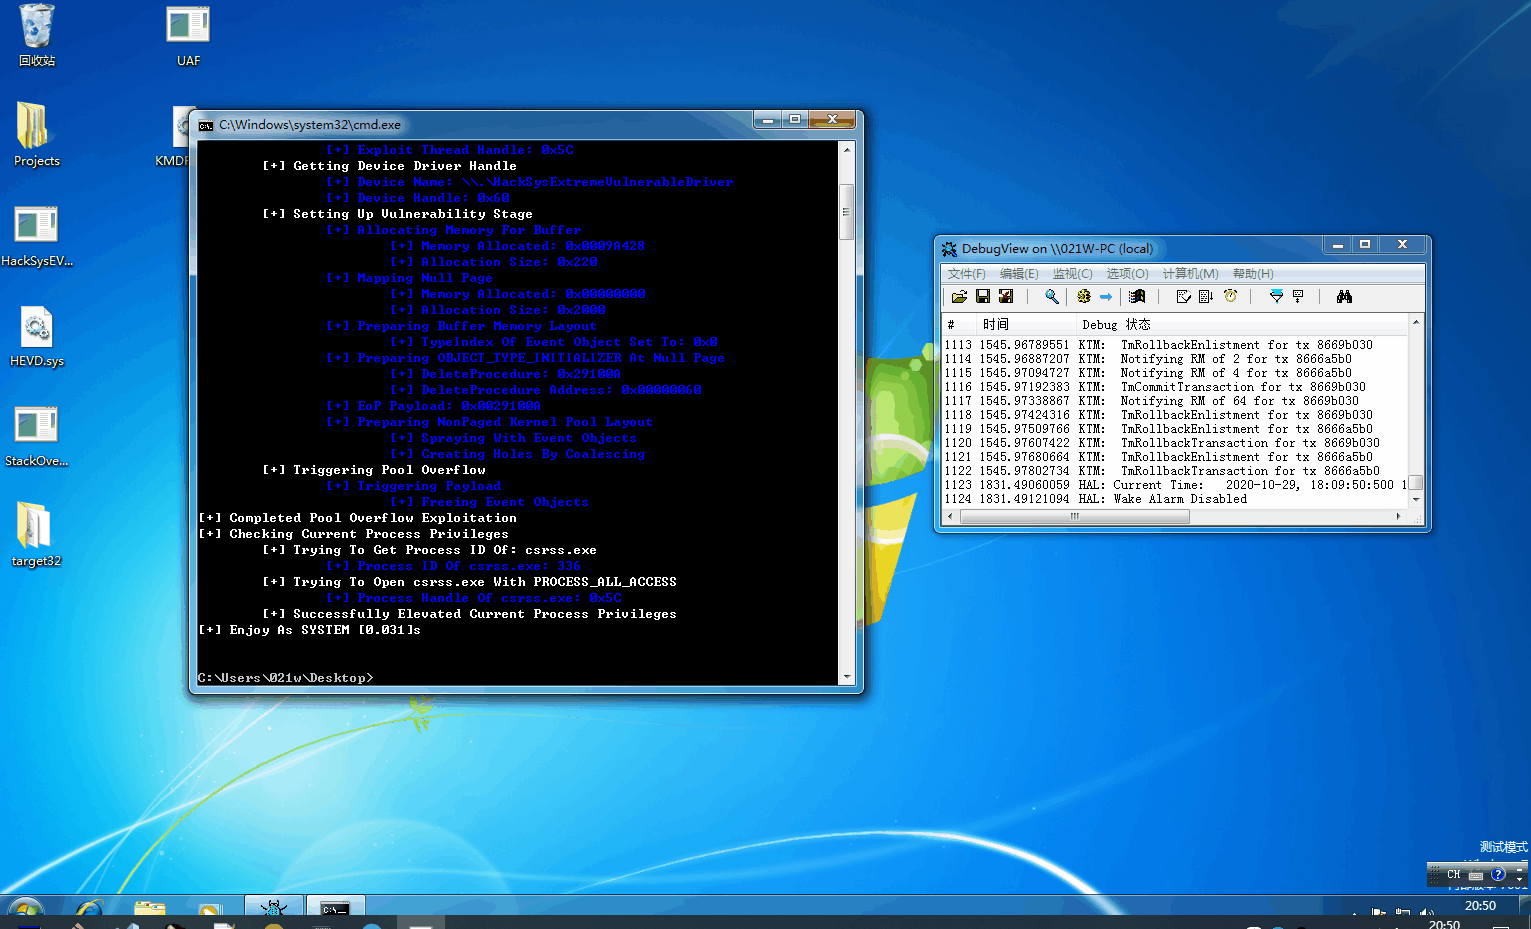 回收站
UAF
Projects
KMDF
HackSysEV...
HEVD.sys
StackOve...
target32
C:\Windows\system32\cmd.exe
[+] Exploit Thread Handle: 0x5C
[+] Getting Device Driver Handle
[+] Device Name: \\.\HackSysExtremeVulnerableDriver
[+] Device Handle: 0x60
[+] Setting Up Vulnerability Stage
[+] Allocating Memory For Buffer
[+] Memory Allocated: 0x0009A428
[+] Allocation Size: 0x220
[+] Mapping Null Page
[+] Memory Allocated: 0x00000000
[+] Allocation Size: 0x2000
[+] Preparing Buffer Memory Layout
[+] TypeIndex Of Event Object Set To: 0x0
[+] Preparing OBJECT_TYPE_INITIALIZER At Null Page
[+] DeleteProcedure: 0x29100A
[+] DeleteProcedure Address: 0x00000060
[+] EoP Payload: 0x0029100A
[+] Preparing NonPaged Kernel Pool Layout
[+] Spraying With Event Objects
[+] Creating Holes By Coalescing
[+] Triggering Pool Overflow
[+] Triggering Payload
[+] Freeing Event Objects
[+] Completed Pool Overflow Exploitation
[+] Checking Current Process Privileges
[+] Trying To Get Process ID Of: csrss.exe
[+] Process ID Of csrss.exe: 336
[+] Trying To Open csrss.exe With PROCESS_ALL_ACCESS
[+] Process Handle Of csrss.exe: 0x5C
[+] Successfully Elevated Current Process Privileges
[+] Enjoy As SYSTEM [0.031]s
C:\Users\021w\Desktop>
DebugView on \\021W-PC (local)
文件(F) 编辑(E) 监视(C) 选项(O) 计算机(M) 帮助(H)
# 时间 Debug 状态
1113 1545.96789551 KTM: TmRollbackEnlistment for tx 8669b030
1114 1545.96887207 KTM: Notifying RM of 2 for tx 8666a5b0
1115 1545.97094727 KTM: Notifying RM of 4 for tx 8666a5b0
1116 1545.97192383 KTM: TmCommitTransaction for tx 8669b030
1117 1545.97338867 KTM: Notifying RM of 64 for tx 8669b030
1118 1545.97424316 KTM: TmRollbackEnlistment for tx 8669b030
1119 1545.97509766 KTM: TmRollbackEnlistment for tx 8666a5b0
1120 1545.97607422 KTM: TmRollbackTransaction for tx 8669b030
1121 1545.97680664 KTM: TmRollbackEnlistment for tx 8666a5b0
1122 1545.97802734 KTM: TmRollbackTransaction for tx 8666a5b0
1123 1831.49060059 HAL: Current Time: 2020-10-29, 18:09:50:500 1
1124 1831.49121094 HAL: Wake Alarm Disabled
测试模式
CH
20:50
20:50